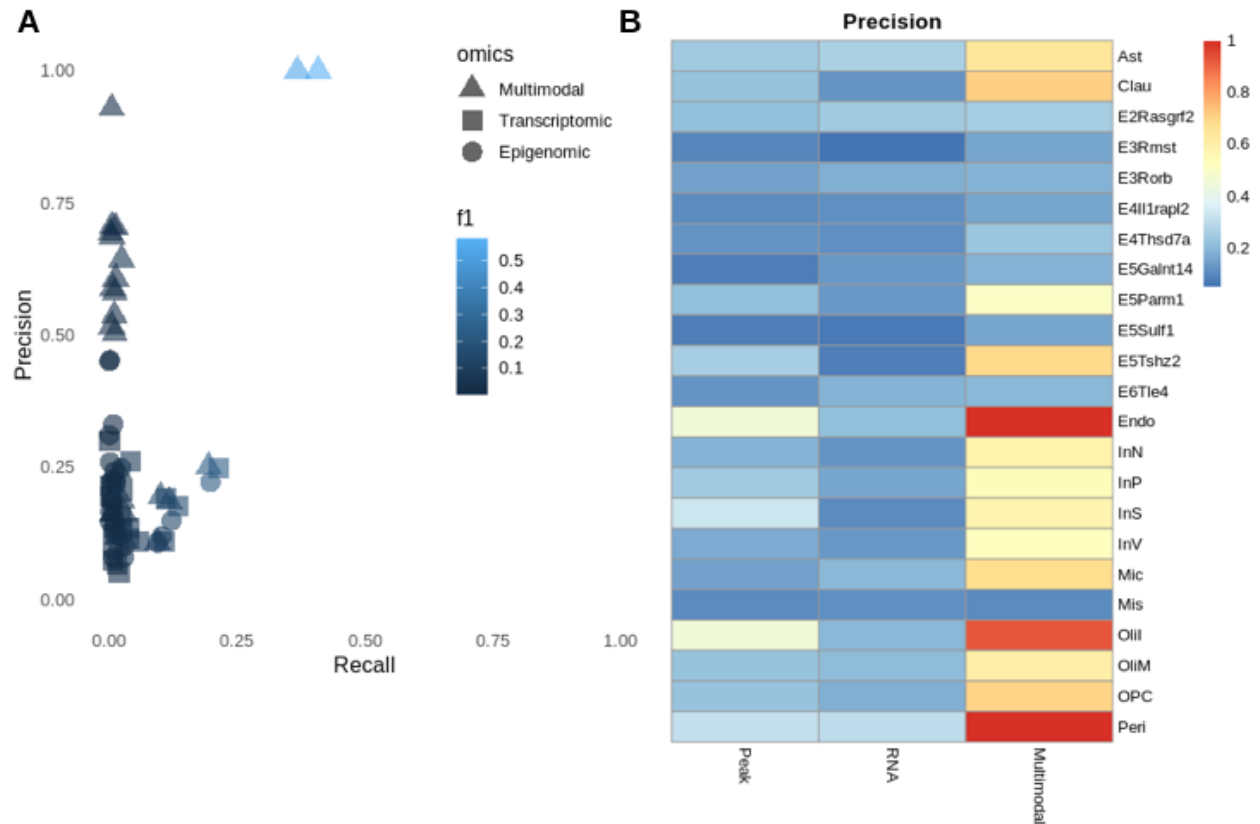 A
omics
Multimodal
Transcriptomic
Epigenomic
f1
0.5
0.4
0.3
0.2
0.1
Precision
1.00
0.75
0.50
0.25
0.00
0.00 0.25 0.50 0.75 1.00
Recall
B
Precision
Ast
Clau
E2Rasgrf2
E3Rmst
E3Rorb
E4Il1rapl2
E4Thsd7a
E5Galnt14
E5Parm1
E5Sulf1
E5Tshz2
E6Tle4
Endo
InN
InP
InS
InV
Mic
Mis
OliI
OliM
OPC
Peri
Peak
RNA
Multimodal
1
0.8
0.6
0.4
0.2